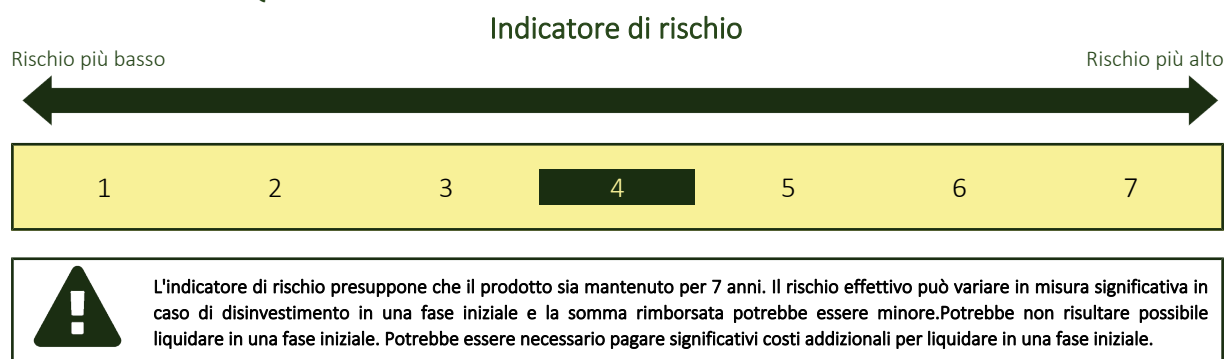 Indicatore di rischio
Rischio più basso
Rischio più alto
1 2 3 4 5 6 7
L'indicatore di rischio presuppone che il prodotto sia mantenuto per 7 anni. Il rischio effettivo può variare in misura significativa in
caso di disinvestimento in una fase iniziale e la somma rimborsata potrebbe essere minore.Potrebbe non risultare possibile
liquidare in una fase iniziale. Potrebbe essere necessario pagare significativi costi addizionali per liquidare in una fase iniziale.